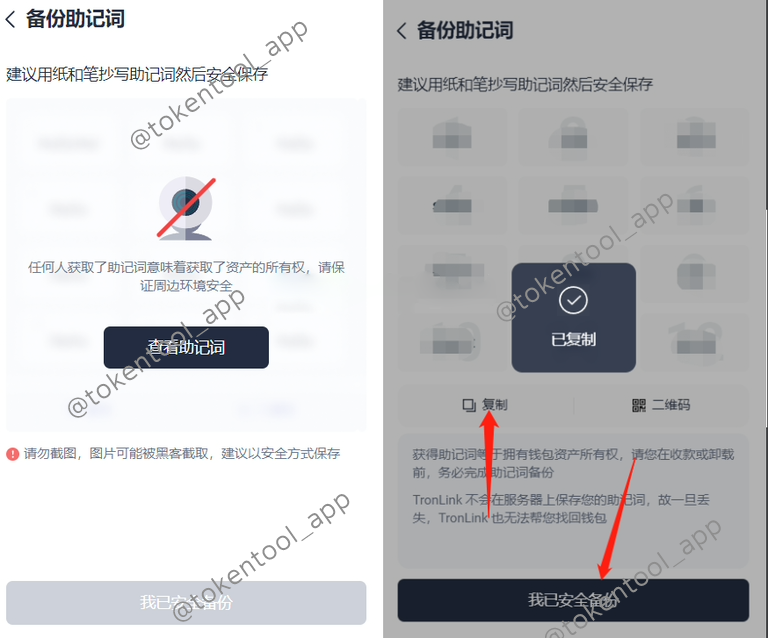 备份助记词
建议用纸和笔抄写助记词然后安全保存
任何人获取了助记词意味着获取了资产的所有权，请保
证周边环境安全
查看助记词
请勿截图，图片可能被黑客截取，建议以安全方式保存
我已安全备份
@tokentool_app
@tokentool_app
@tokentool_app
备份助记词
建议用纸和笔抄写助记词然后安全保存
已复制
复制
二维码
获得助记词等于拥有钱包资产所有权，请您在收款或卸载
前，务必完成助记词备份
TronLink 不会在服务器上保存您的助记词，故一旦丢
失，TronLink 也无法帮您找回钱包
我已安全备份
@tokentool_app
@tokentool_app